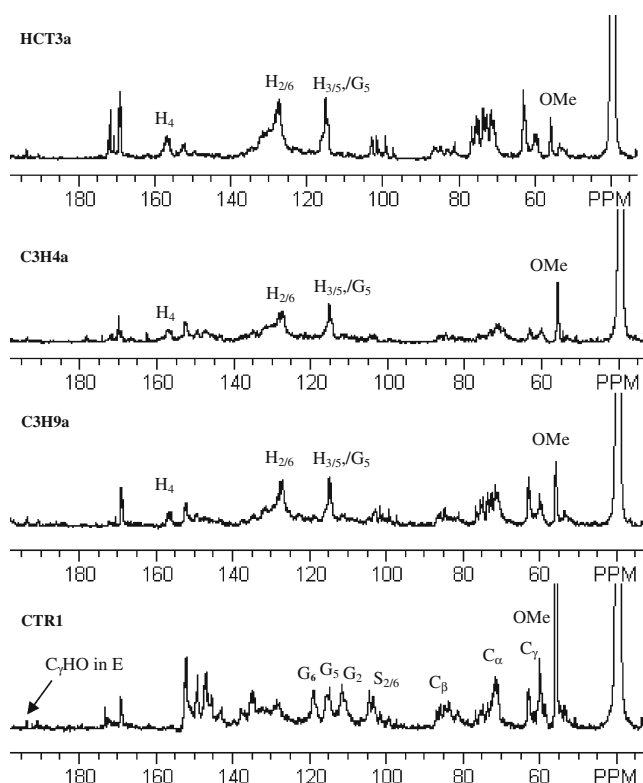 HCT3a
H2/6 H3/5,/G5
H4 OMe
180 160 140 120 100 80 60 PPM
C3H4a OMe
H2/6 H3/5,/G5
H4
180 160 140 120 100 80 60 PPM
C3H9a OMe
H2/6 H3/5,/G5
H4
180 160 140 120 100 80 60 PPM
CTR1 OMe
CγHO in E G6 G5 G2 S2/6 Cβ Cα Cγ
180 160 140 120 100 80 60 PPM